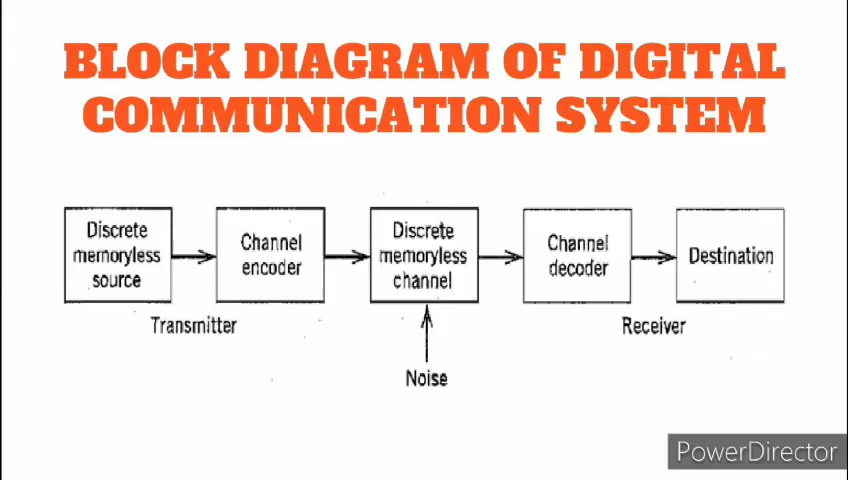 BLOCK DIAGRAM OF DIGITAL
COMMUNICATION SYSTEM
Discrete
memoryless
source
Channel
encoder
Discrete
memoryless
channel
Channel
decoder
Destination
Transmitter
Receiver
Noise
PowerDirector